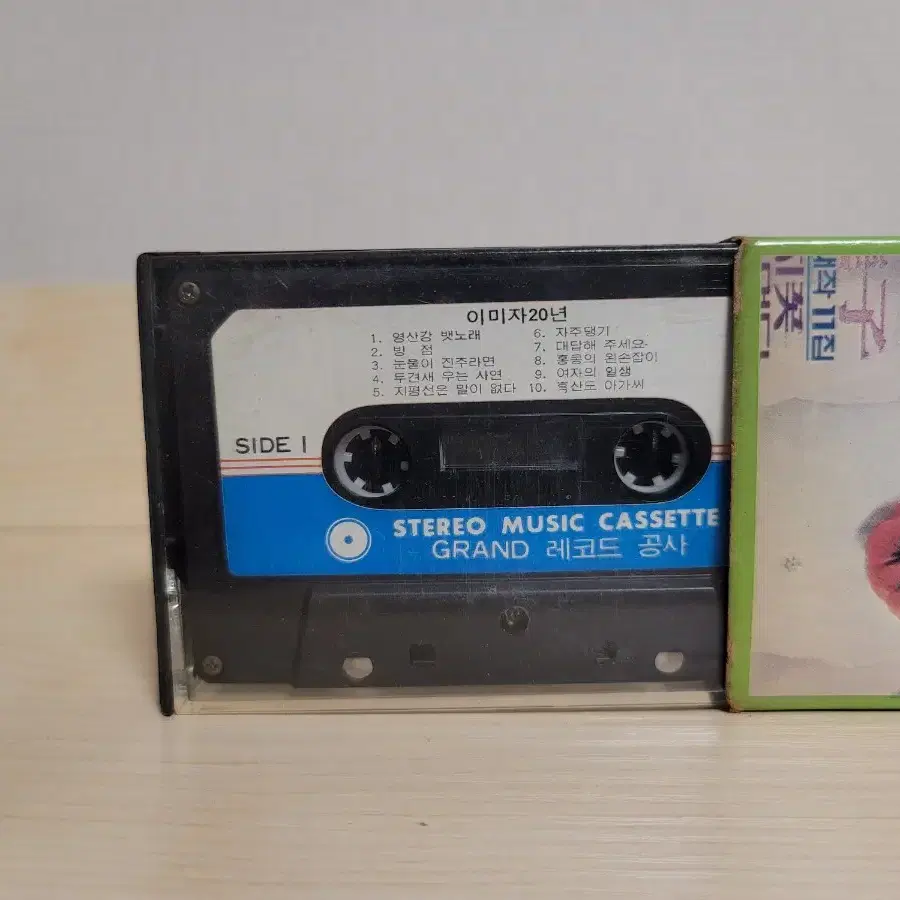 이미자20년
1. 영산강 뱃노래
2. 방 점
3. 눈물이 진주라면
4. 두견새 우는 사연
5. 지평선은 말이 없다
6. 자주댕기
7. 대답해 주세요
8. 홍콩의 왼손잡이
9. 여자의 일생
10. 흑산도 아가씨
SIDE I
STEREO MUSIC CASSETTE
GRAND 레코드 공사
11집